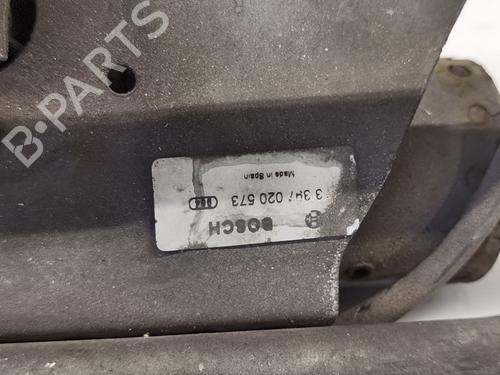 BOSCH
3 397 020 573
Made in Spain
B-PARTS